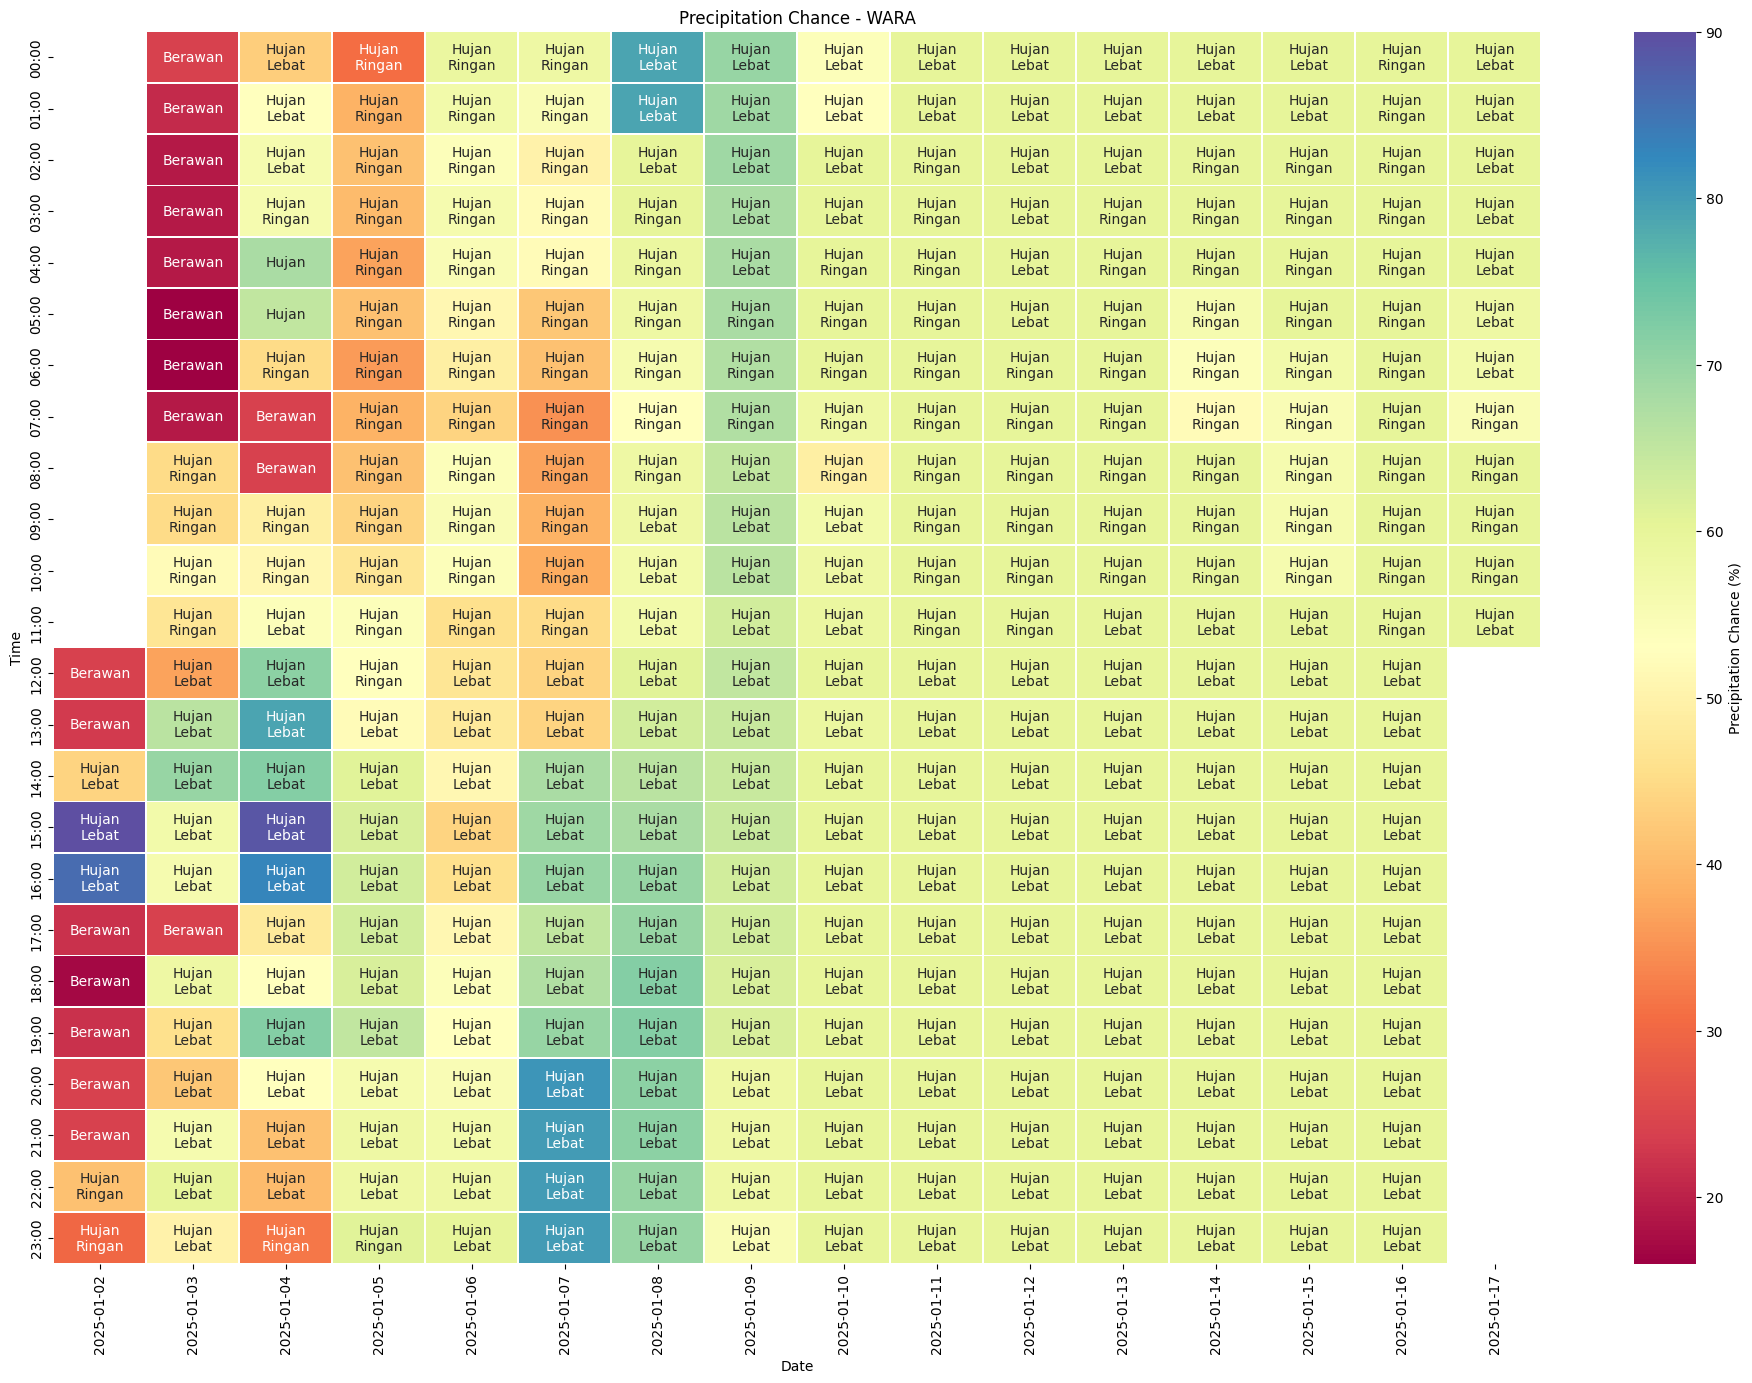 Precipitation Chance - WARA
00:00 Berawan Hujan Lebat Hujan Ringan Hujan Ringan Hujan Ringan Hujan Lebat Hujan Lebat Hujan Lebat Hujan Lebat Hujan Lebat Hujan Lebat Hujan Lebat Hujan Lebat Hujan Ringan Hujan Lebat
01:00 Berawan Hujan Lebat Hujan Ringan Hujan Ringan Hujan Ringan Hujan Lebat Hujan Lebat Hujan Lebat Hujan Lebat Hujan Lebat Hujan Lebat Hujan Lebat Hujan Lebat Hujan Ringan Hujan Lebat
02:00 Berawan Hujan Lebat Hujan Ringan Hujan Ringan Hujan Ringan Hujan Lebat Hujan Lebat Hujan Lebat Hujan Ringan Hujan Lebat Hujan Lebat Hujan Ringan Hujan Ringan Hujan Ringan Hujan Lebat
03:00 Berawan Hujan Ringan Hujan Ringan Hujan Ringan Hujan Ringan Hujan Ringan Hujan Lebat Hujan Lebat Hujan Ringan Hujan Lebat Hujan Ringan Hujan Ringan Hujan Ringan Hujan Ringan Hujan Lebat
04:00 Berawan Hujan Hujan Ringan Hujan Ringan Hujan Ringan Hujan Ringan Hujan Lebat Hujan Ringan Hujan Ringan Hujan Lebat Hujan Ringan Hujan Ringan Hujan Ringan Hujan Ringan Hujan Lebat
05:00 Berawan Hujan Hujan Ringan Hujan Ringan Hujan Ringan Hujan Ringan Hujan Ringan Hujan Ringan Hujan Ringan Hujan Lebat Hujan Ringan Hujan Ringan Hujan Ringan Hujan Ringan Hujan Lebat
06:00 Berawan Hujan Ringan Hujan Ringan Hujan Ringan Hujan Ringan Hujan Ringan Hujan Ringan Hujan Ringan Hujan Ringan Hujan Ringan Hujan Ringan Hujan Ringan Hujan Ringan Hujan Ringan Hujan Lebat
07:00 Berawan Berawan Hujan Ringan Hujan Ringan Hujan Ringan Hujan Ringan Hujan Ringan Hujan Ringan Hujan Ringan Hujan Ringan Hujan Ringan Hujan Ringan Hujan Ringan Hujan Ringan Hujan Ringan
08:00 Hujan Ringan Berawan Hujan Ringan Hujan Ringan Hujan Ringan Hujan Ringan Hujan Lebat Hujan Ringan Hujan Ringan Hujan Ringan Hujan Ringan Hujan Ringan Hujan Ringan Hujan Ringan Hujan Ringan
09:00 Hujan Ringan Hujan Ringan Hujan Ringan Hujan Ringan Hujan Ringan Hujan Lebat Hujan Lebat Hujan Lebat Hujan Ringan Hujan Ringan Hujan Ringan Hujan Ringan Hujan Ringan Hujan Ringan Hujan Ringan
10:00 Hujan Ringan Hujan Ringan Hujan Ringan Hujan Ringan Hujan Ringan Hujan Lebat Hujan Lebat Hujan Lebat Hujan Ringan Hujan Ringan Hujan Ringan Hujan Ringan Hujan Ringan Hujan Ringan Hujan Ringan
11:00 Hujan Ringan Hujan Lebat Hujan Ringan Hujan Ringan Hujan Ringan Hujan Lebat Hujan Lebat Hujan Lebat Hujan Ringan Hujan Ringan Hujan Lebat Hujan Lebat Hujan Lebat Hujan Ringan Hujan Lebat
12:00 Berawan Hujan Lebat Hujan Lebat Hujan Ringan Hujan Lebat Hujan Lebat Hujan Lebat Hujan Lebat Hujan Lebat Hujan Lebat Hujan Lebat Hujan Lebat Hujan Lebat Hujan Lebat Hujan Lebat
13:00 Berawan Hujan Lebat Hujan Lebat Hujan Lebat Hujan Lebat Hujan Lebat Hujan Lebat Hujan Lebat Hujan Lebat Hujan Lebat Hujan Lebat Hujan Lebat Hujan Lebat Hujan Lebat Hujan Lebat
14:00 Hujan Lebat Hujan Lebat Hujan Lebat Hujan Lebat Hujan Lebat Hujan Lebat Hujan Lebat Hujan Lebat Hujan Lebat Hujan Lebat Hujan Lebat Hujan Lebat Hujan Lebat Hujan Lebat Hujan Lebat
15:00 Hujan Lebat Hujan Lebat Hujan Lebat Hujan Lebat Hujan Lebat Hujan Lebat Hujan Lebat Hujan Lebat Hujan Lebat Hujan Lebat Hujan Lebat Hujan Lebat Hujan Lebat Hujan Lebat Hujan Lebat
16:00 Hujan Lebat Hujan Lebat Hujan Lebat Hujan Lebat Hujan Lebat Hujan Lebat Hujan Lebat Hujan Lebat Hujan Lebat Hujan Lebat Hujan Lebat Hujan Lebat Hujan Lebat Hujan Lebat Hujan Lebat
17:00 Berawan Berawan Hujan Lebat Hujan Lebat Hujan Lebat Hujan Lebat Hujan Lebat Hujan Lebat Hujan Lebat Hujan Lebat Hujan Lebat Hujan Lebat Hujan Lebat Hujan Lebat Hujan Lebat
18:00 Berawan Hujan Lebat Hujan Lebat Hujan Lebat Hujan Lebat Hujan Lebat Hujan Lebat Hujan Lebat Hujan Lebat Hujan Lebat Hujan Lebat Hujan Lebat Hujan Lebat Hujan Lebat Hujan Lebat
19:00 Berawan Hujan Lebat Hujan Lebat Hujan Lebat Hujan Lebat Hujan Lebat Hujan Lebat Hujan Lebat Hujan Lebat Hujan Lebat Hujan Lebat Hujan Lebat Hujan Lebat Hujan Lebat Hujan Lebat
20:00 Berawan Hujan Lebat Hujan Lebat Hujan Lebat Hujan Lebat Hujan Lebat Hujan Lebat Hujan Lebat Hujan Lebat Hujan Lebat Hujan Lebat Hujan Lebat Hujan Lebat Hujan Lebat Hujan Lebat
21:00 Berawan Hujan Lebat Hujan Lebat Hujan Lebat Hujan Lebat Hujan Lebat Hujan Lebat Hujan Lebat Hujan Lebat Hujan Lebat Hujan Lebat Hujan Lebat Hujan Lebat Hujan Lebat Hujan Lebat
22:00 Hujan Ringan Hujan Lebat Hujan Lebat Hujan Lebat Hujan Lebat Hujan Lebat Hujan Lebat Hujan Lebat Hujan Lebat Hujan Lebat Hujan Lebat Hujan Lebat Hujan Lebat Hujan Lebat Hujan Lebat
23:00 Hujan Ringan Hujan Lebat Hujan Ringan Hujan Ringan Hujan Lebat Hujan Lebat Hujan Lebat Hujan Lebat Hujan Lebat Hujan Lebat Hujan Lebat Hujan Lebat Hujan Lebat Hujan Lebat Hujan Lebat
Time
2025-01-02 2025-01-03 2025-01-04 2025-01-05 2025-01-06 2025-01-07 2025-01-08 2025-01-09 2025-01-10 2025-01-11 2025-01-12 2025-01-13 2025-01-14 2025-01-15 2025-01-16 2025-01-17
Date
90
80
70
60
50
40
30
20
Precipitation Chance (%)